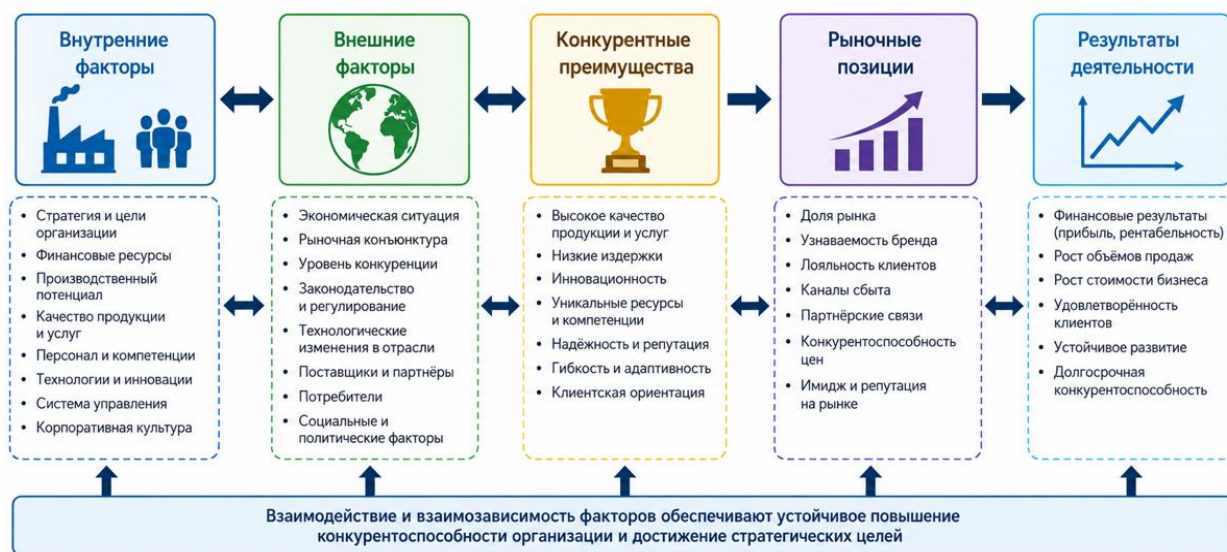 Внутренние
факторы
Внешние
факторы
Конкурентные
преимущества
Рыночные
позиции
Результаты
деятельности
• Стратегия и цели
организации
• Финансовые ресурсы
• Производственный
потенциал
• Качество продукции
и услуг
• Персонал и компетенции
• Технологии и инновации
• Система управления
• Корпоративная культура
• Экономическая ситуация
• Рыночная конъюнктура
• Уровень конкуренции
• Законодательство
и регулирование
• Технологические
изменения в отрасли
• Поставщики и партнёры
• Потребители
• Социальные и
политические факторы
• Высокое качество
продукции и услуг
• Низкие издержки
• Инновационность
• Уникальные ресурсы
и компетенции
• Надёжность и репутация
• Гибкость и адаптивность
• Клиентская ориентация
• Доля рынка
• Узнаваемость бренда
• Лояльность клиентов
• Каналы сбыта
• Партнёрские связи
• Конкурентоспособность
цен
• Имидж и репутация
на рынке
• Финансовые результаты
(прибыль, рентабельность)
• Рост объёмов продаж
• Рост стоимости бизнеса
• Удовлетворённость
клиентов
• Устойчивое развитие
• Долгосрочная
конкурентоспособность
Взаимодействие и взаимозависимость факторов обеспечивают устойчивое повышение
конкурентоспособности организации и достижение стратегических целей